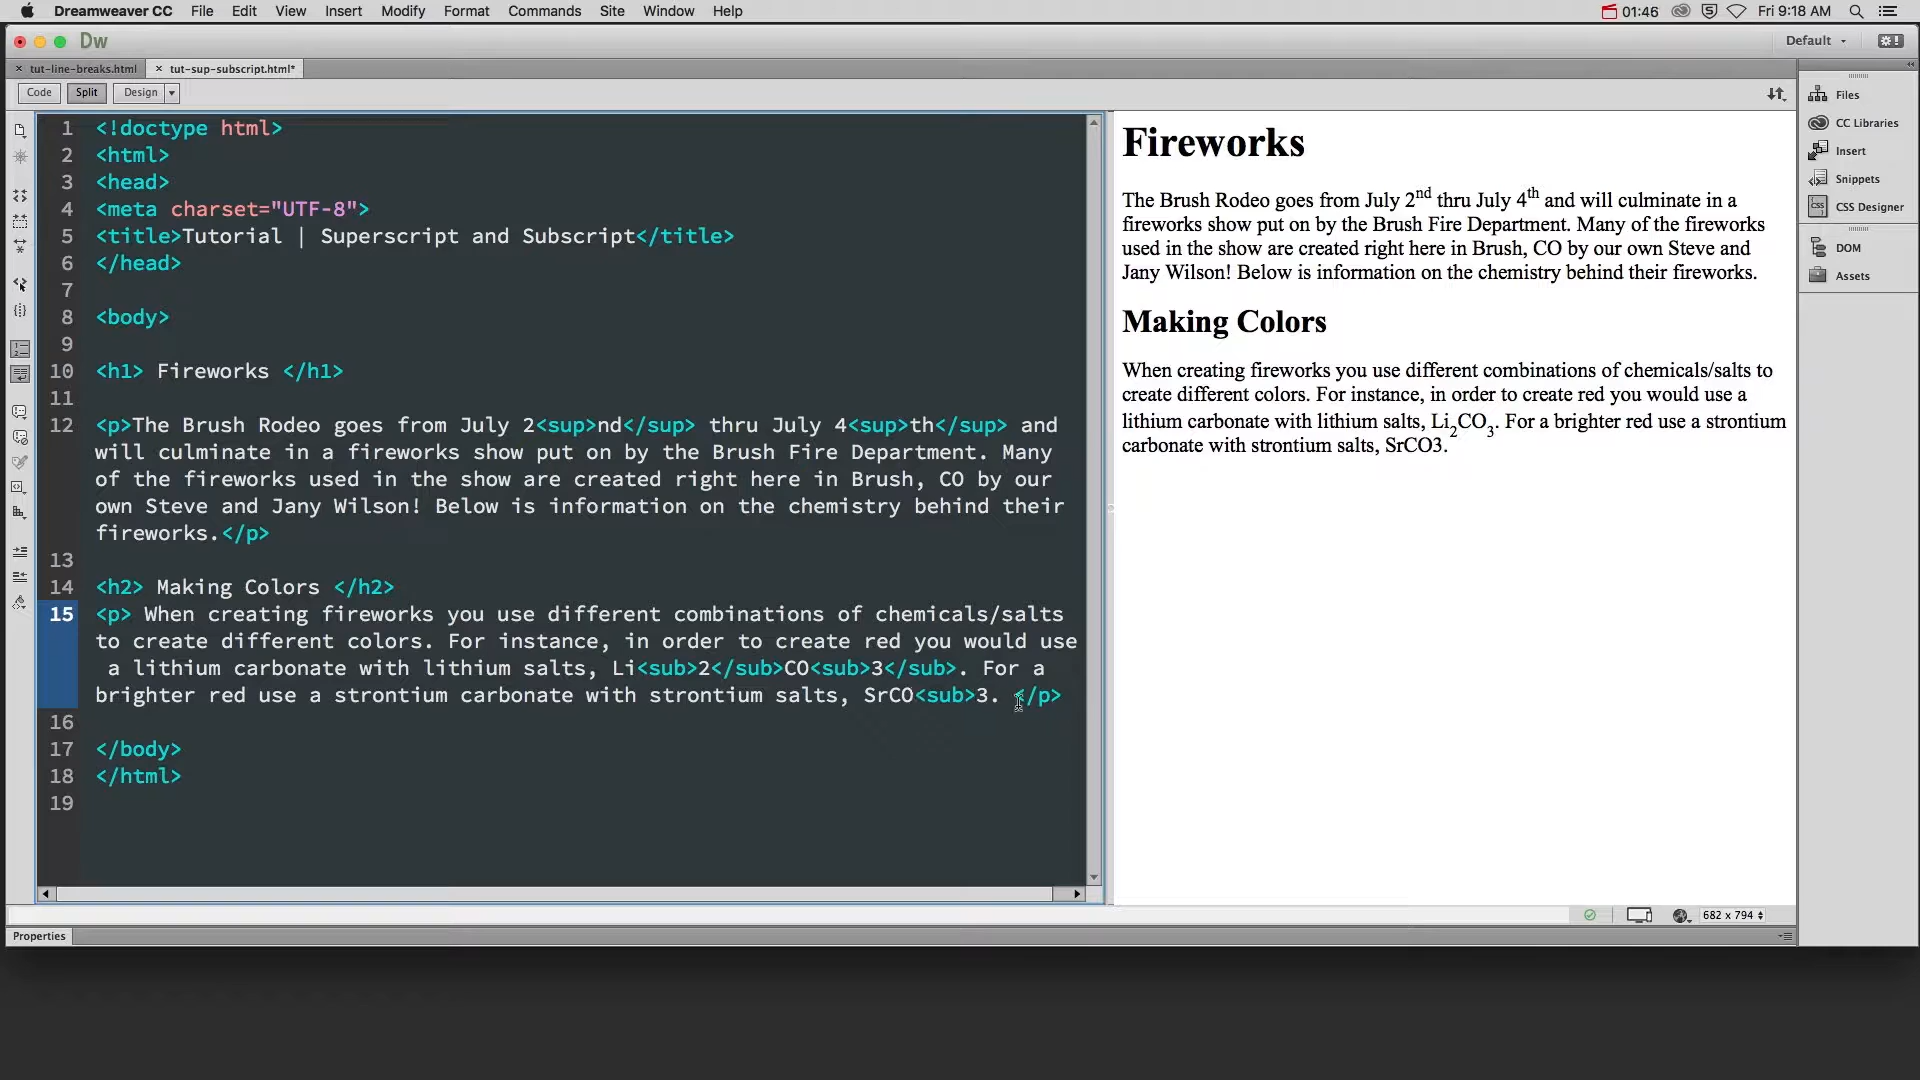 Dreamweaver CC File Edit View Insert Modify Format Commands Site Window Help 01:46 Fri 9:18 AM
Dw Default
tut-line-breaks.html tut-sup-subscript.html*
Code Split Design
1 <!doctype html>
2 <html>
3 <head>
4 <meta charset="UTF-8">
5 <title>Tutorial | Superscript and Subscript</title>
6 </head>
7
8 <body>
9
10 <h1> Fireworks </h1>
11
12 <p>The Brush Rodeo goes from July 2<sup>nd</sup> thru July 4<sup>th</sup> and
will culminate in a fireworks show put on by the Brush Fire Department. Many
of the fireworks used in the show are created right here in Brush, CO by our
own Steve and Jany Wilson! Below is information on the chemistry behind their
fireworks.</p>
13
14 <h2> Making Colors </h2>
15 <p> When creating fireworks you use different combinations of chemicals/salts
to create different colors. For instance, in order to create red you would use
a lithium carbonate with lithium salts, Li<sub>2</sub>CO<sub>3</sub>. For a
brighter red use a strontium carbonate with strontium salts, SrCO<sub>3. </p>
16
17 </body>
18 </html>
19
Fireworks
The Brush Rodeo goes from July 2nd thru July 4th and will culminate in a
fireworks show put on by the Brush Fire Department. Many of the fireworks
used in the show are created right here in Brush, CO by our own Steve and
Jany Wilson! Below is information on the chemistry behind their fireworks.
Making Colors
When creating fireworks you use different combinations of chemicals/salts to
create different colors. For instance, in order to create red you would use a
lithium carbonate with lithium salts, Li2CO3. For a brighter red use a strontium
carbonate with strontium salts, SrCO3.
Files
CC Libraries
Insert
Snippets
CSS Designer
DOM
Assets
682 x 794
Properties